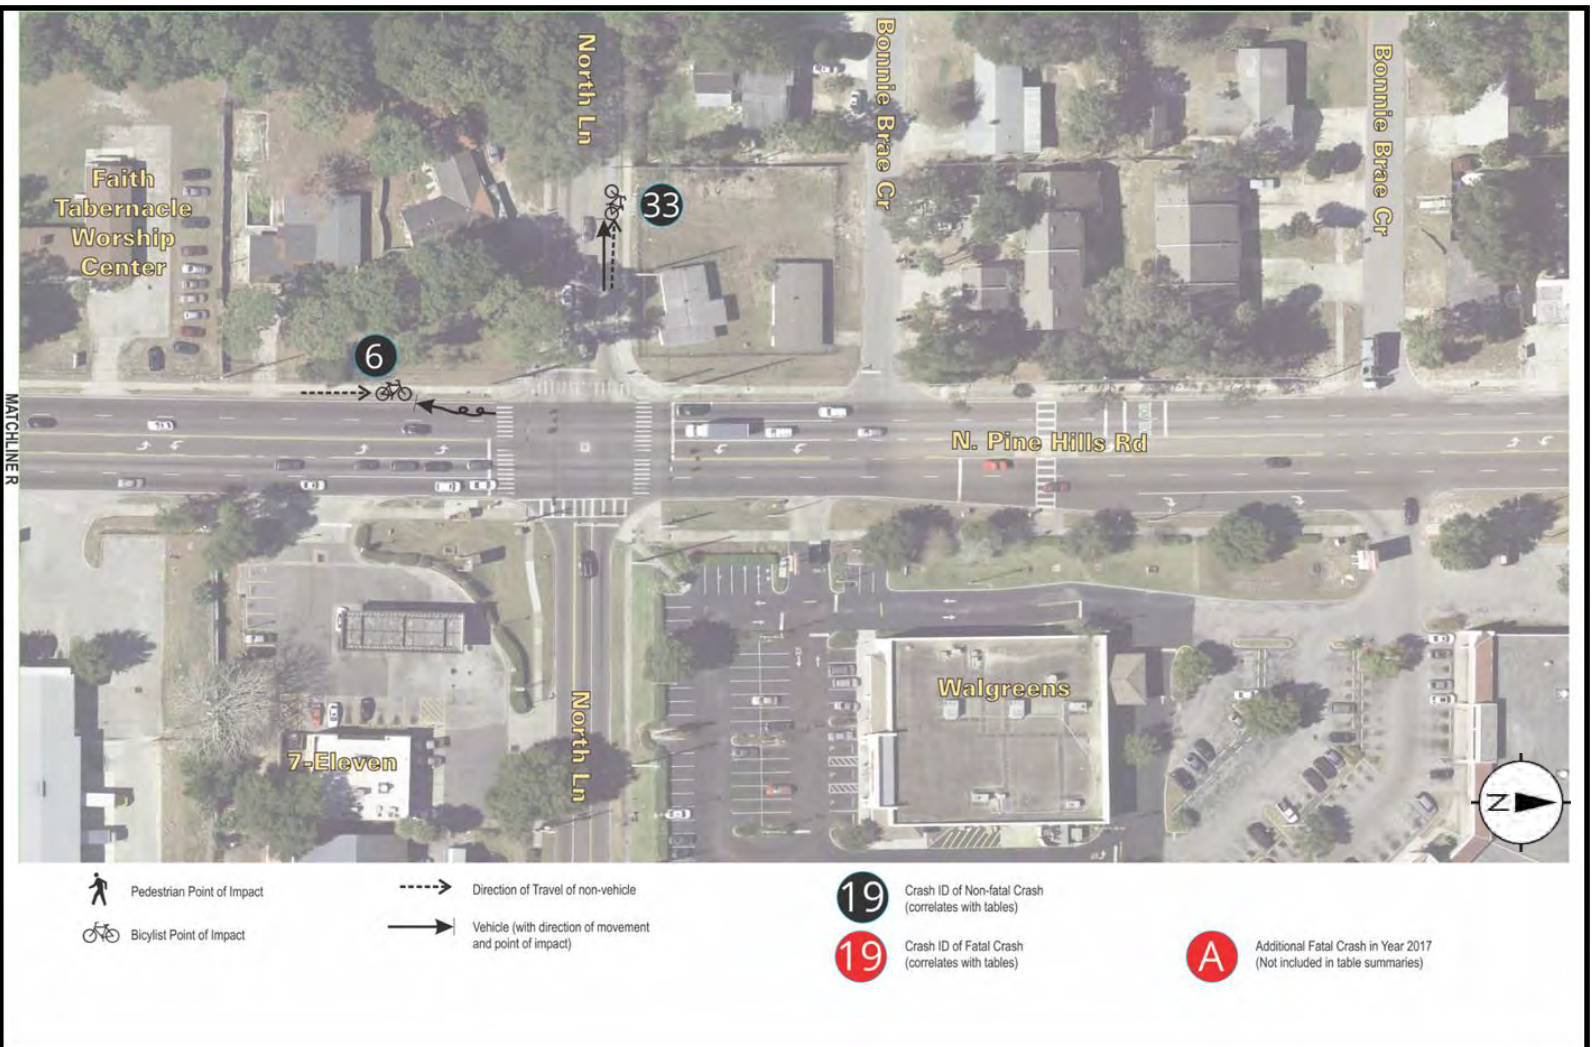 North Ln
Bonnie Brae Cr
Bonnie Brae Cr
Faith
Tabernacle
Worship
Center
33
6
MATCHLINE R
N. Pine Hills Rd
Walgreens
7-Eleven
North Ln
N
Pedestrian Point of Impact
Bicylist Point of Impact
Direction of Travel of non-vehicle
Vehicle (with direction of movement
and point of impact)
19
Crash ID of Non-fatal Crash
(correlates with tables)
19
Crash ID of Fatal Crash
(correlates with tables)
A
Additional Fatal Crash in Year 2017
(Not included in table summaries)